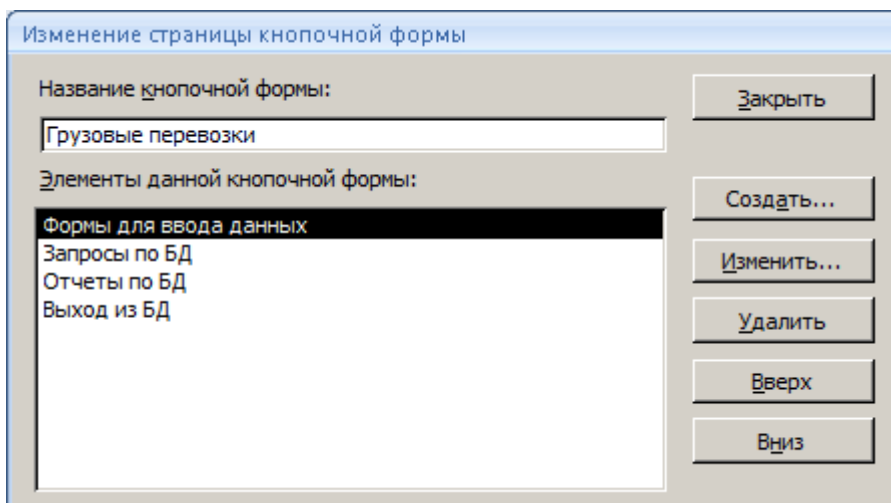 Изменение страницы кнопочной формы
Название кнопочной формы:
Закрыть
Грузовые перевозки
Элементы данной кнопочной формы:
Создать...
Формы для ввода данных
Запросы по БД
Изменить...
Отчеты по БД
Выход из БД
Удалить
Вверх
Вниз